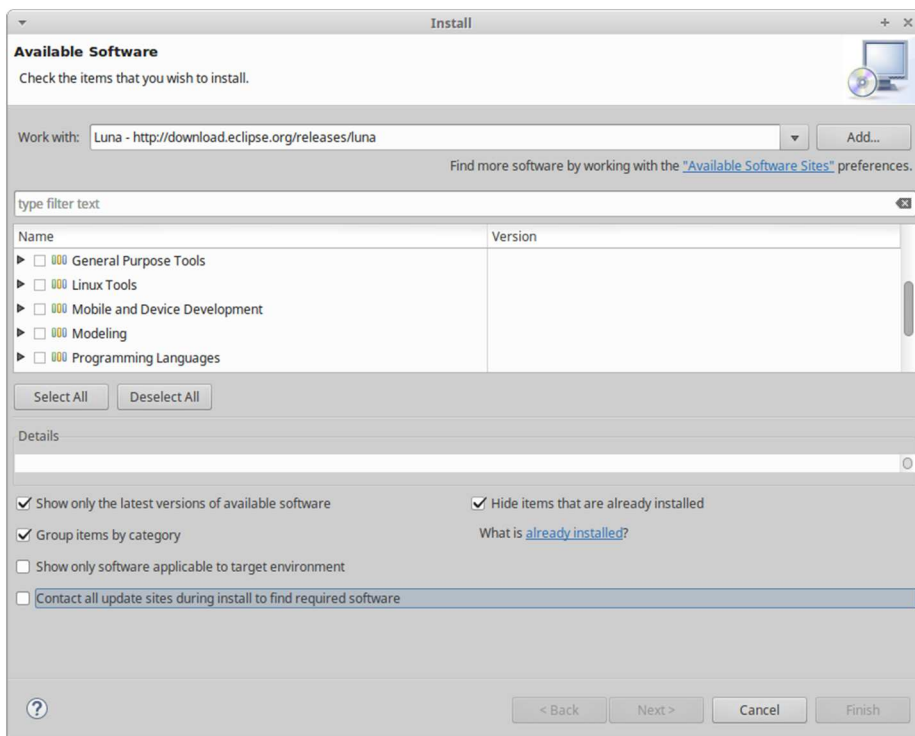 Install
Available Software
Check the items that you wish to install.
Work with: Luna - http://download.eclipse.org/releases/luna Add...
Find more software by working with the "Available Software Sites" preferences.
type filter text
Name Version
General Purpose Tools
Linux Tools
Mobile and Device Development
Modeling
Programming Languages
Select All Deselect All
Details
Show only the latest versions of available software Hide items that are already installed
Group items by category What is already installed?
Show only software applicable to target environment
Contact all update sites during install to find required software
? < Back Next > Cancel Finish